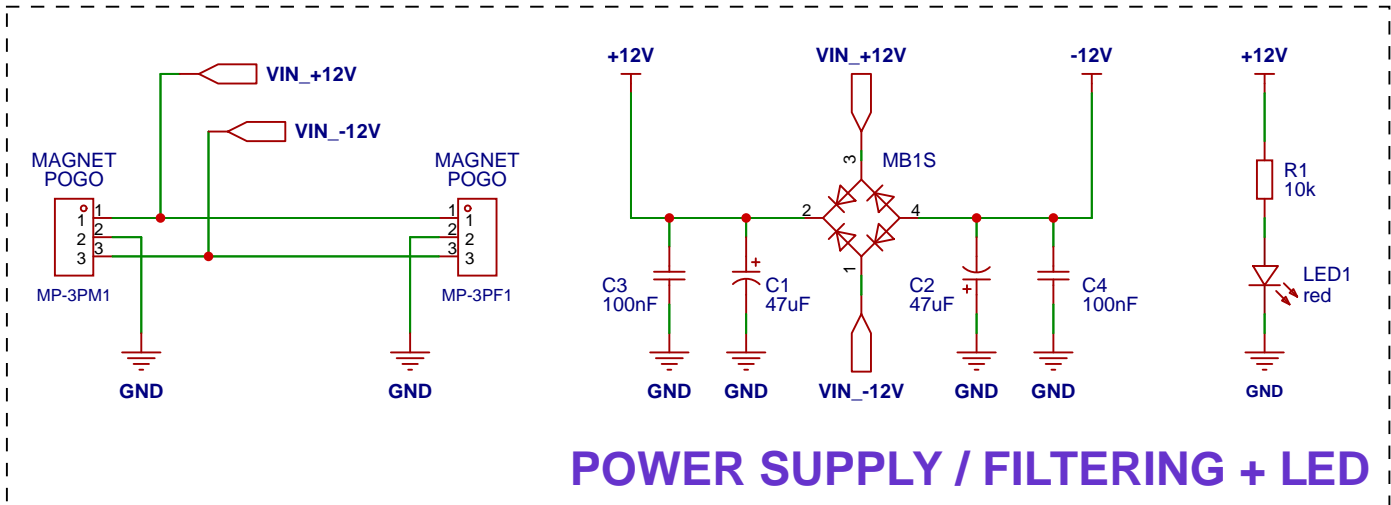 VIN_+12V
VIN_-12V
MAGNET
POGO
1
2
3
1
2
3
MP-3PM1
MAGNET
POGO
1
2
3
1
2
3
MP-3PF1
GND
GND
+12V
VIN_+12V
-12V
3
MB1S
2
4
1
C3
100nF
+
C1
47uF
C2
47uF
+
C4
100nF
GND
GND
VIN_-12V
GND
GND
+12V
R1
10k
LED1
red
GND
POWER SUPPLY / FILTERING + LED